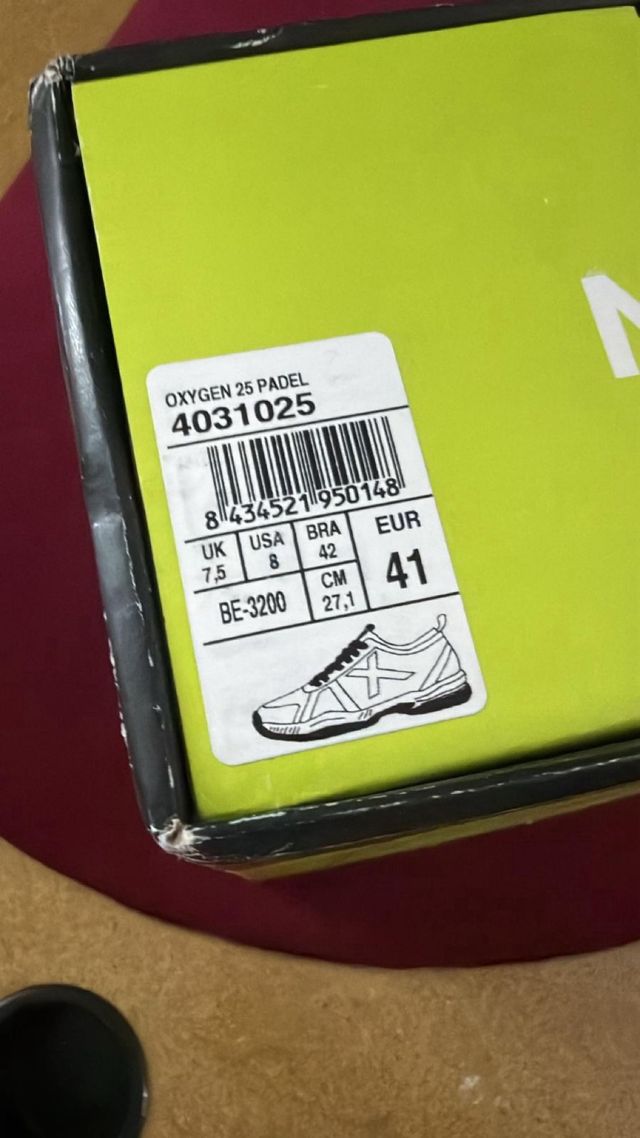 OXYGEN 25 PADEL
4031025
8 434521 950148
UK
7,5
USA
8
BRA
42
EUR
41
BE-3200
CM
27,1